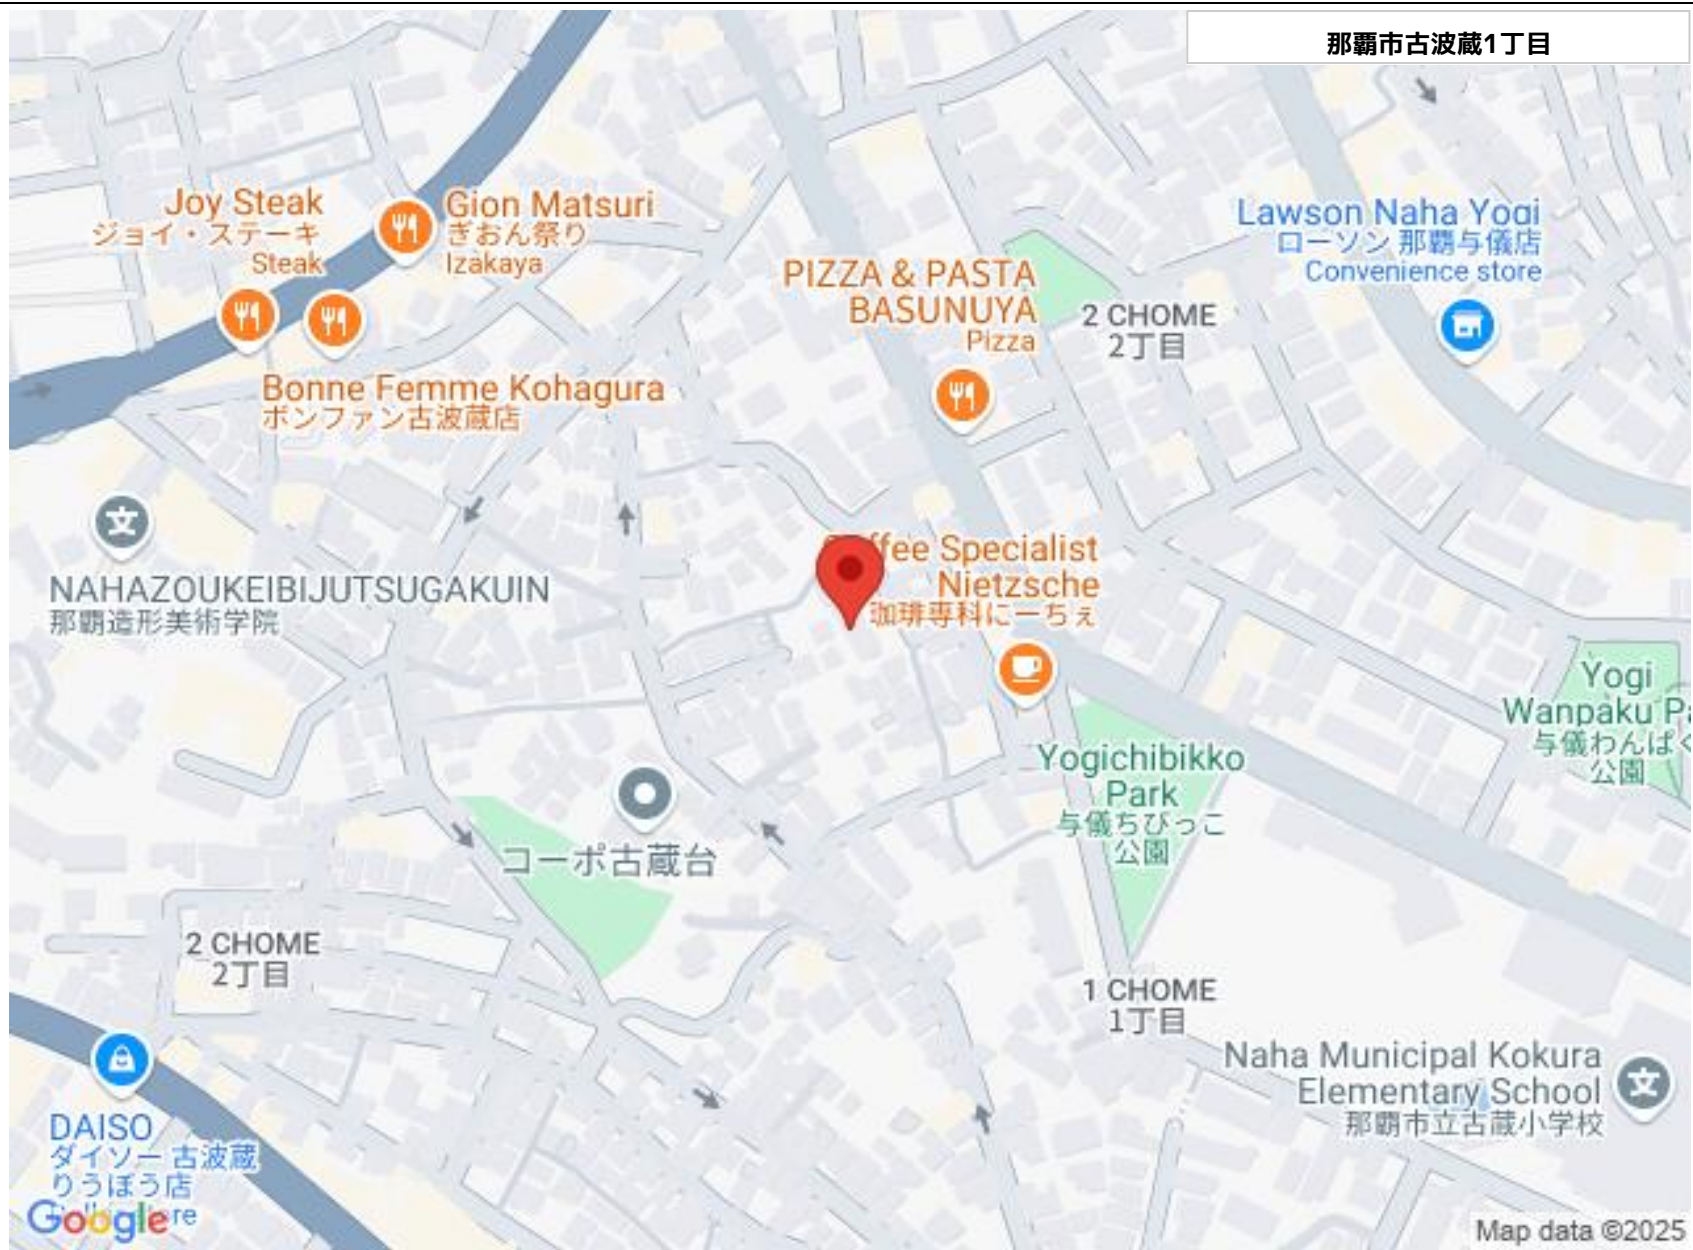 那覇市古波蔵1丁目
Joy Steak
ジョイ・ステーキ
Steak
Gion Matsuri
ぎおん祭り
Izakaya
Lawson Naha Yogi
ローソン 那覇与儀店
Convenience store
PIZZA & PASTA
BASUNUYA
Pizza
2 CHOME
2丁目
Bonne Femme Kohagura
ボンファン古波蔵店
文
NAHAZOUKEIBIJUTSUGAKUIN
那覇造形美術学院
ffee Specialist
Nietzsche
珈琲専科にーちぇ
Yogi
Wanpaku Pa
与儀わんぱく
公園
Yogichibikko
Park
与儀ちびっこ
公園
コーポ古蔵台
2 CHOME
2丁目
1 CHOME
1丁目
Naha Municipal Kokura
Elementary School
那覇市立古蔵小学校
文
DAISO
ダイソー 古波蔵
りうぼう店
Google
re
Map data ©2025